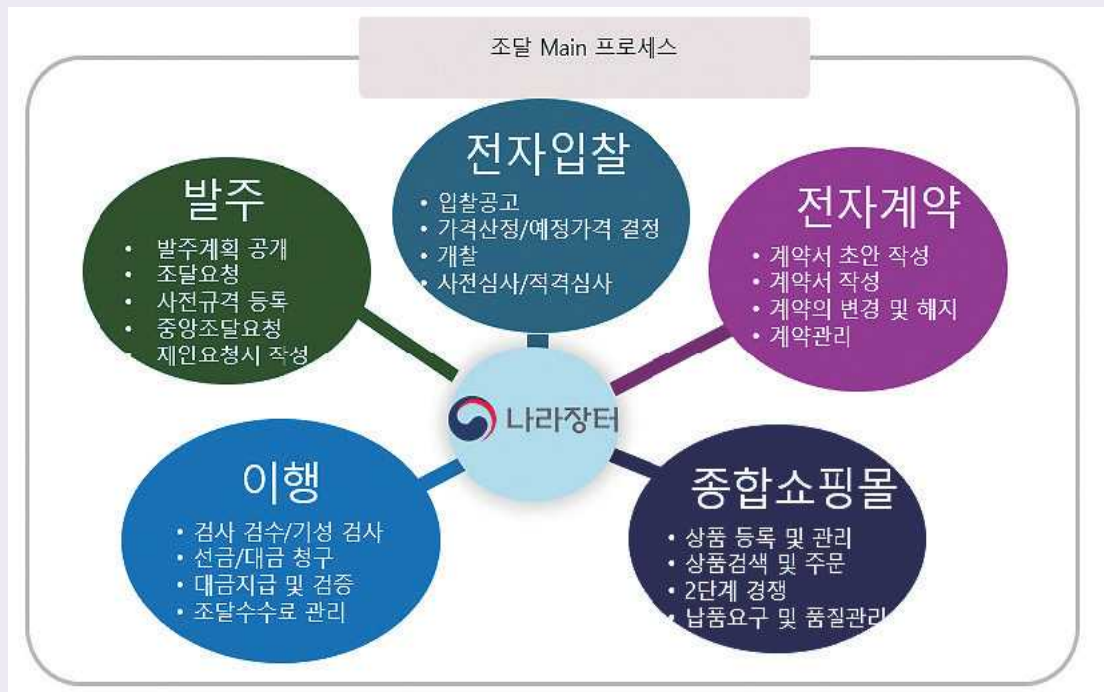 조달 Main 프로세스
발주
• 발주계획 공개
• 조달요청
• 사전규격 등록
• 중앙조달요청
• 제안요청시 작성
전자입찰
• 입찰공고
• 가격산정/예정가격 결정
• 개찰
• 사전심사/적격심사
전자계약
• 계약서 초안 작성
• 계약서 작성
• 계약의 변경 및 해지
• 계약관리
나라장터
이행
• 검사 검수/기성 검사
• 선금/대금 청구
• 대금지급 및 검증
• 조달수수료 관리
종합쇼핑몰
• 상품 등록 및 관리
• 상품검색 및 주문
• 2단계 경쟁
• 납품요구 및 품질관리